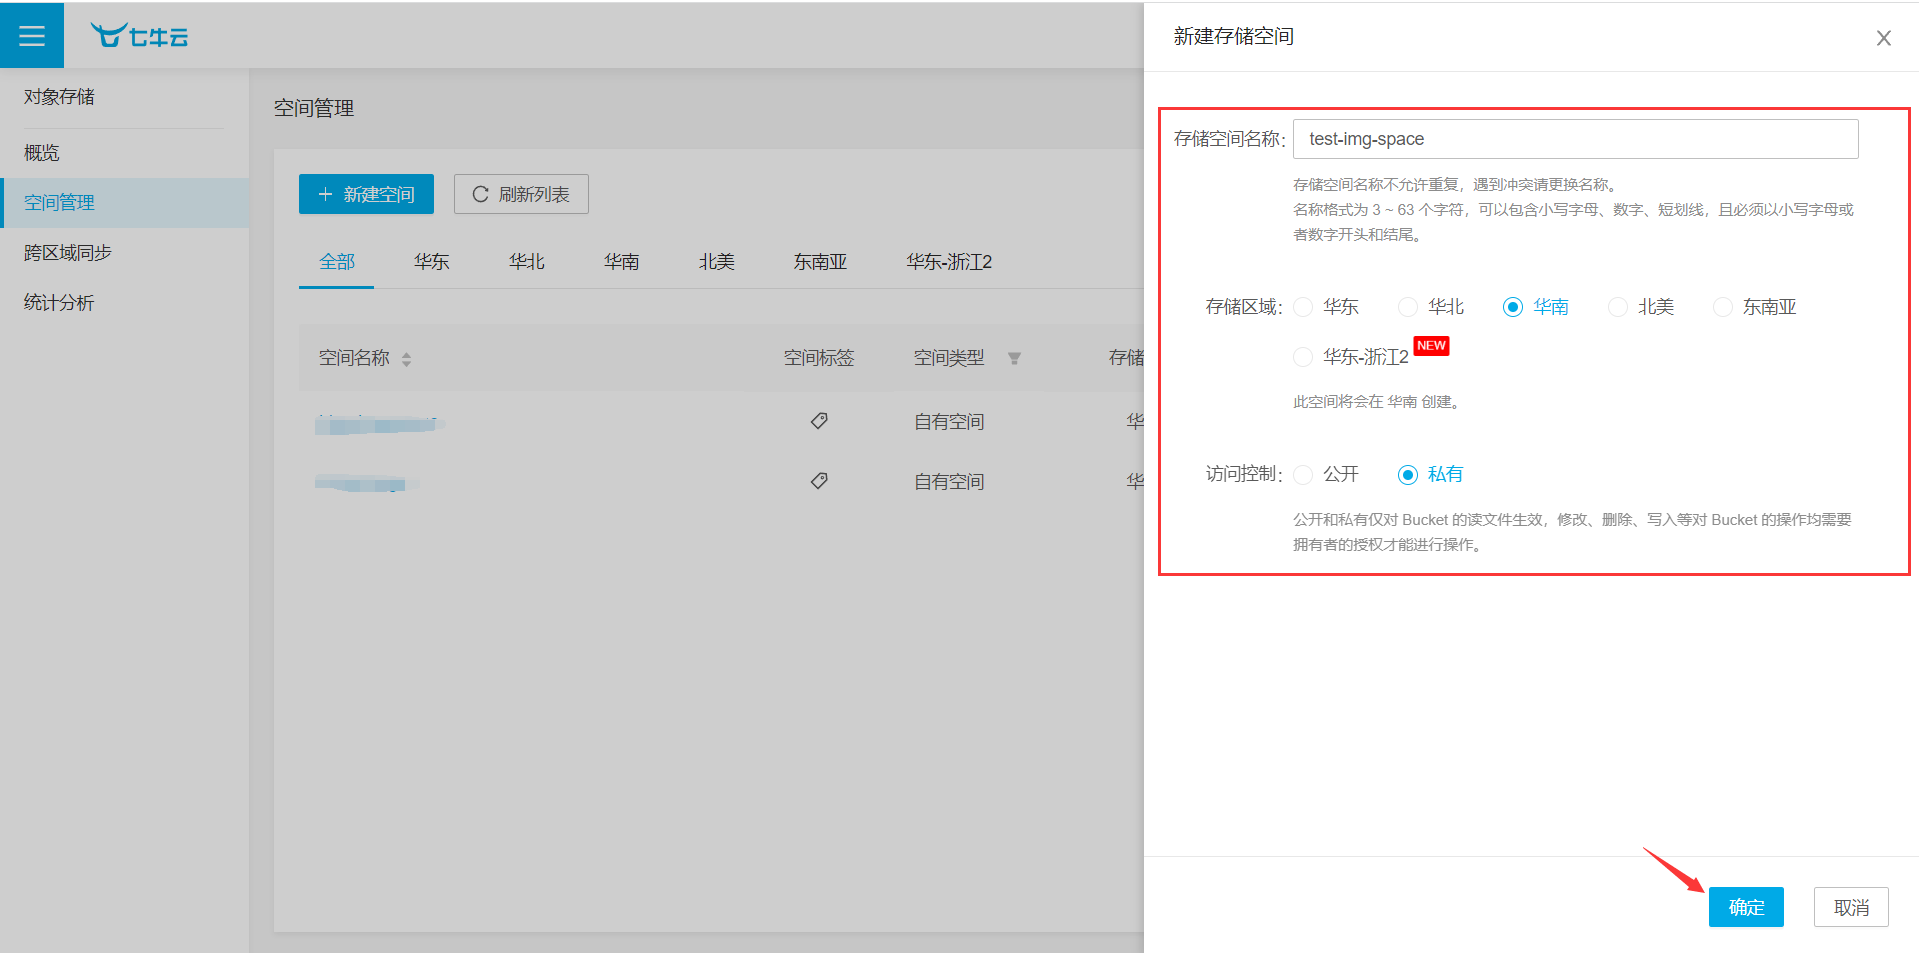 七牛云
对象存储
概览
空间管理
跨区域同步
统计分析
空间管理
新建空间
刷新列表
全部 华东 华北 华南 北美 东南亚 华东-浙江2
空间名称 空间标签 空间类型 存储
自有空间 华
自有空间 华
新建存储空间
存储空间名称: test-img-space
存储空间名称不允许重复，遇到冲突请更换名称。
名称格式为 3 ~ 63 个字符，可以包含小写字母、数字、短划线，且必须以小写字母或
者数字开头和结尾。
存储区域: 华东 华北 华南 北美 东南亚
华东-浙江2 NEW
此空间将会在 华南 创建。
访问控制: 公开 私有
公开和私有仅对 Bucket 的读文件生效，修改、删除、写入等对 Bucket 的操作均需要
拥有者的授权才能进行操作。
确定 取消